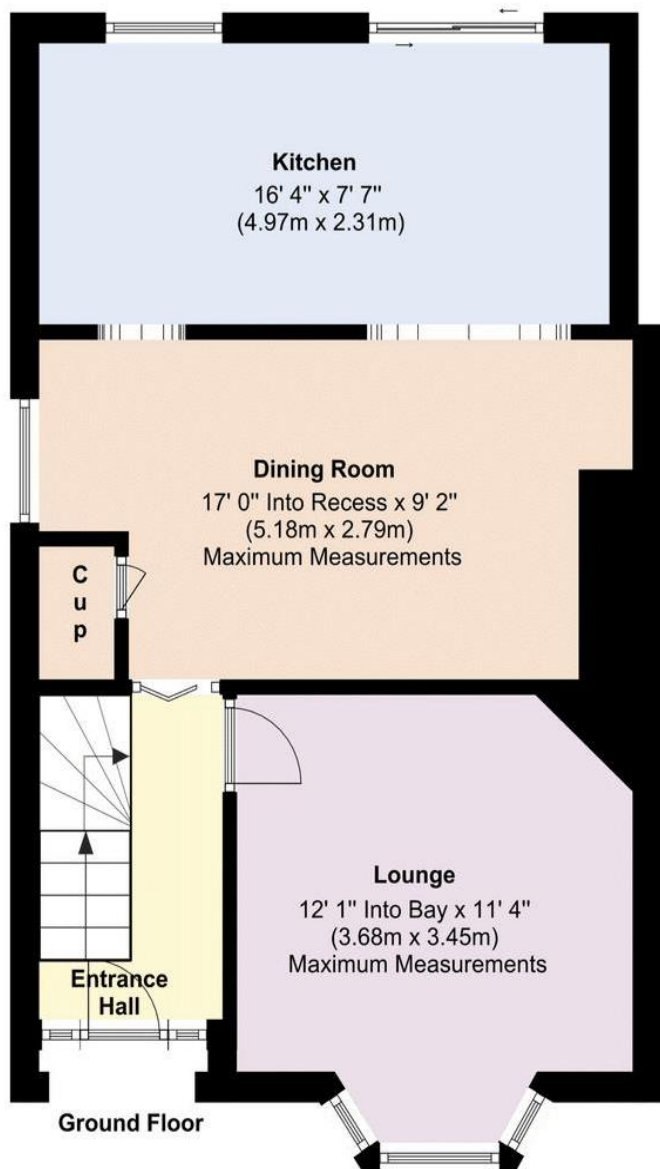 Kitchen
16' 4" x 7' 7"
(4.97m x 2.31m)
Dining Room
17' 0" Into Recess x 9' 2"
(5.18m x 2.79m)
Maximum Measurements
C
u
p
Lounge
12' 1" Into Bay x 11' 4"
(3.68m x 3.45m)
Maximum Measurements
Entrance
Hall
Ground Floor